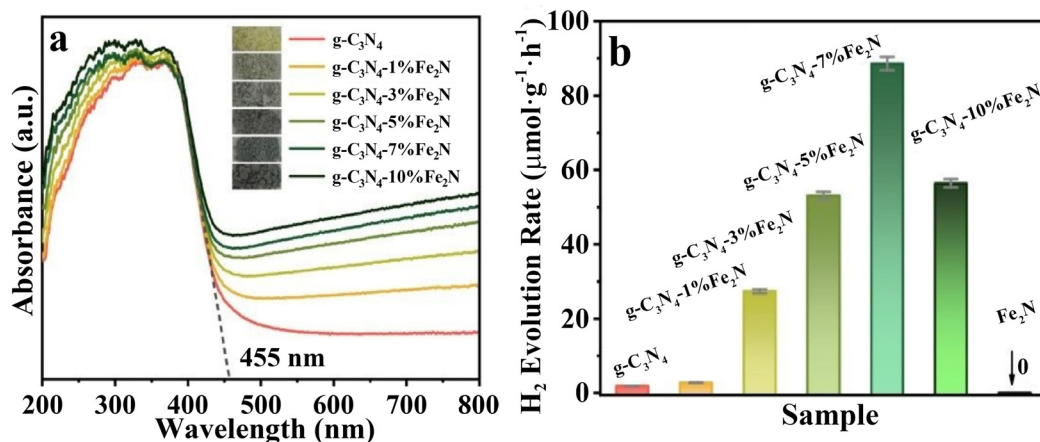 a
g-C₃N₄
g-C₃N₄-1%Fe₂N
g-C₃N₄-3%Fe₂N
g-C₃N₄-5%Fe₂N
g-C₃N₄-7%Fe₂N
g-C₃N₄-10%Fe₂N
455 nm
Absorbance (a.u.)
200 300 400 500 600 700 800
Wavelength (nm)
b
H₂ Evolution Rate (μmol·g⁻¹·h⁻¹)
100
80
60
40
20
0
g-C₃N₄
g-C₃N₄-1%Fe₂N
g-C₃N₄-3%Fe₂N
g-C₃N₄-5%Fe₂N
g-C₃N₄-7%Fe₂N
g-C₃N₄-10%Fe₂N
Fe₂N
0
Sample